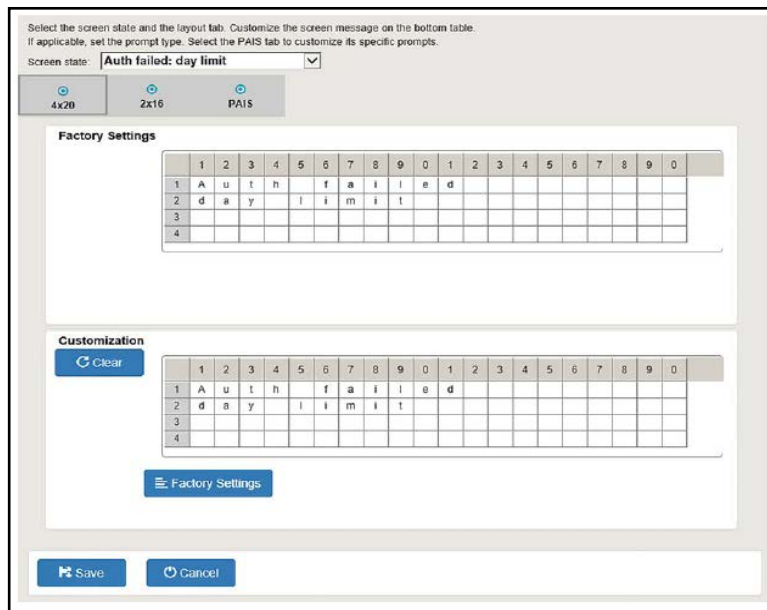 Select the screen state and the layout tab. Customize the screen message on the bottom table.
If applicable, set the prompt type. Select the PAIS tab to customize its specific prompts.
Screen state: Auth failed: day limit
4x20 2x16 PAIS
Factory Settings
1 2 3 4 5 6 7 8 9 0 1 2 3 4 5 6 7 8 9 0
1 A u t h f a i l e d
2 d a y l i m i t
3
4
Customization
Clear
1 2 3 4 5 6 7 8 9 0 1 2 3 4 5 6 7 8 9 0
1 A u t h f a i l e d
2 d a y l i m i t
3
4
Factory Settings
Save Cancel